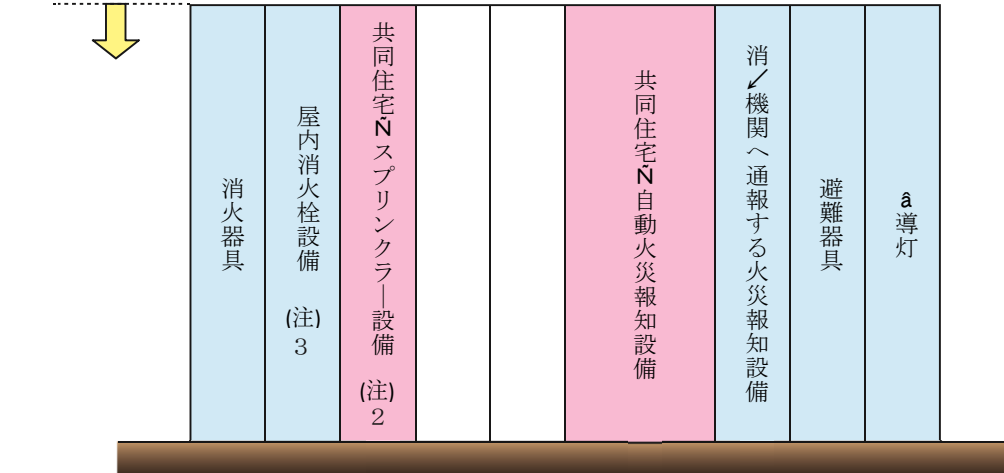 消火器具
屋内消火栓設備 (注)３
共同住宅Ñスプリンクラ―設備 (注)２
共同住宅Ñ自動火災報知設備
消↙機関へ通報する火災報知設備
避難器具
â導灯